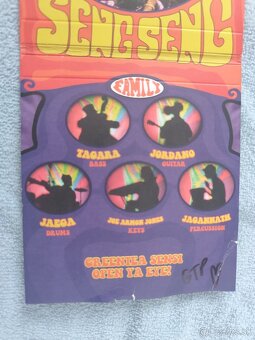 SENG SENG
FAMILY
TAGARA
BASS
JORDANO
GUITAR
JAEGA
DRUMS
JOE ARMON JONES
KEYS
JAGANNATH
PERCUSSION
GREENTEA SENSI
OPEN YA EYE!